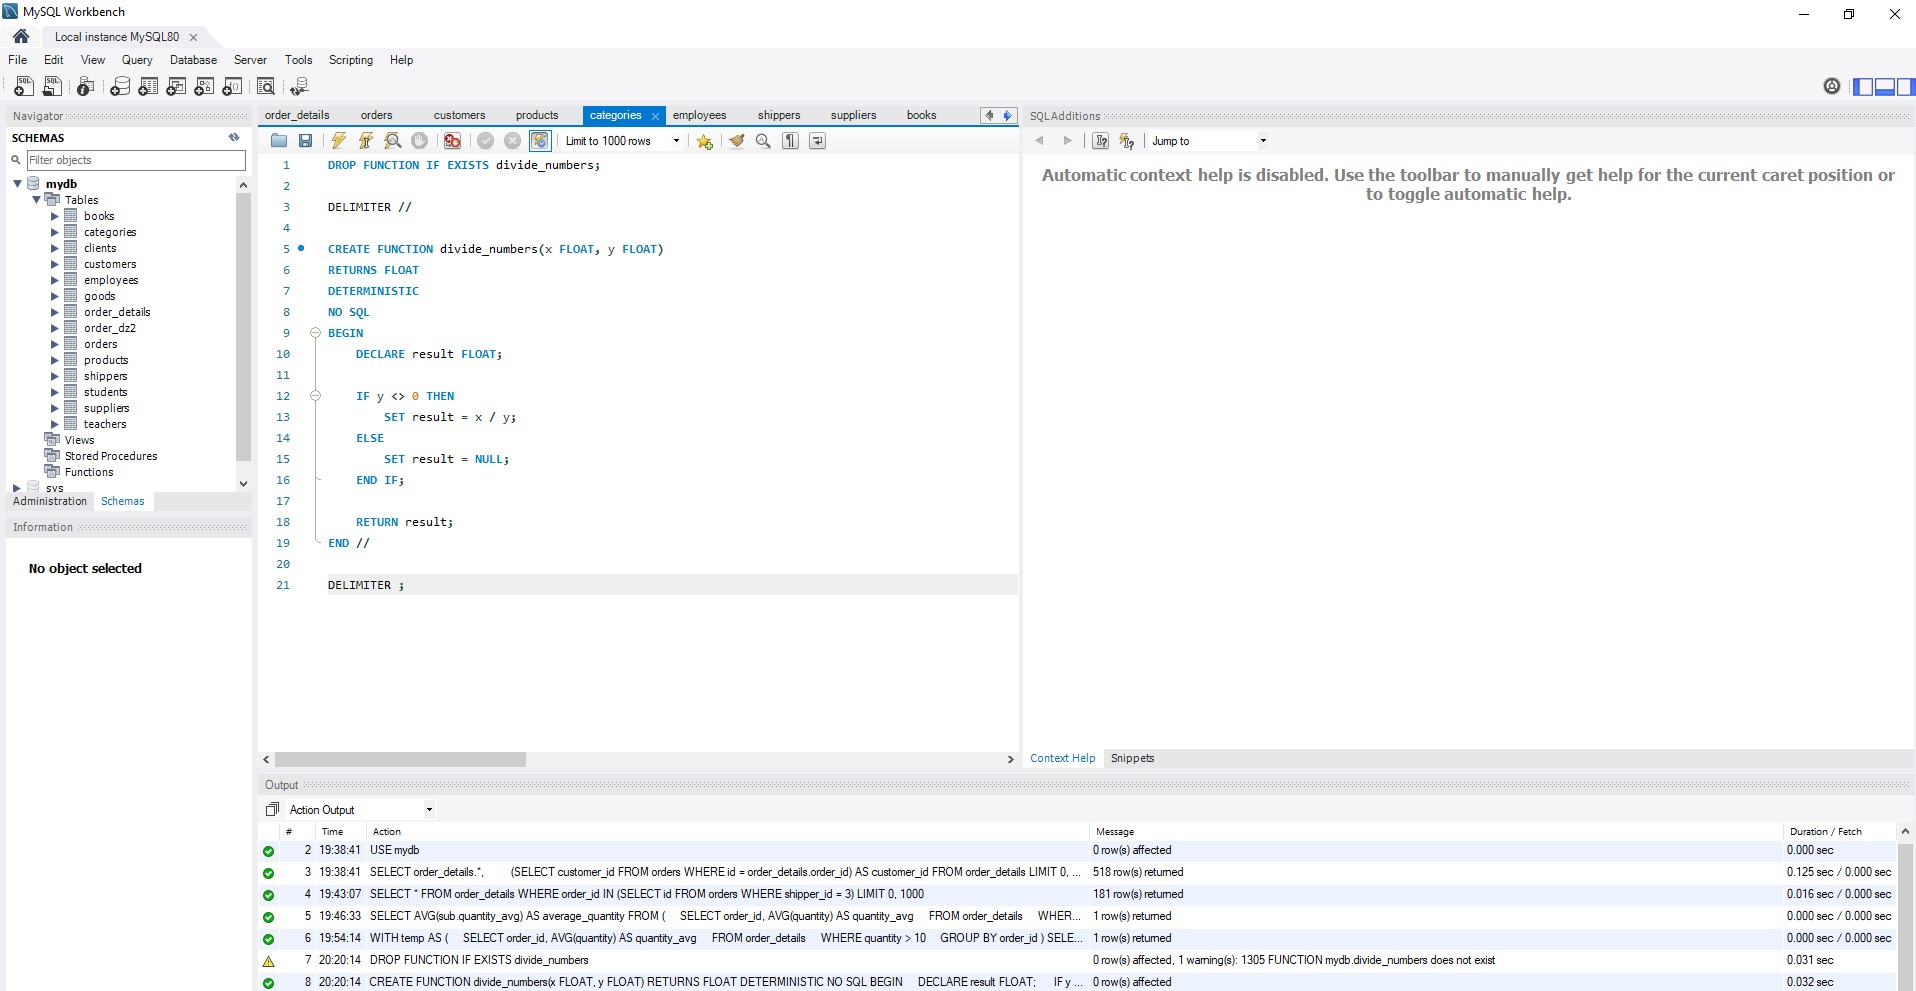 MySQL Workbench
Local instance MySQL80
File Edit View Query Database Server Tools Scripting Help
Navigator
SCHEMAS
Filter objects
mydb
Tables
books
categories
clients
customers
employees
goods
order_details
order_dz2
orders
products
shippers
students
suppliers
teachers
Views
Stored Procedures
Functions
sys
Administration Schemas
Information
No object selected
order_details orders customers products categories employees shippers suppliers books
Limit to 1000 rows
1 DROP FUNCTION IF EXISTS divide_numbers;
2
3 DELIMITER //
4
5 CREATE FUNCTION divide_numbers(x FLOAT, y FLOAT)
6 RETURNS FLOAT
7 DETERMINISTIC
8 NO SQL
9 BEGIN
10 DECLARE result FLOAT;
11
12 IF y <> 0 THEN
13 SET result = x / y;
14 ELSE
15 SET result = NULL;
16 END IF;
17
18 RETURN result;
19 END //
20
21 DELIMITER ;
SQLAdditions
Jump to
Automatic context help is disabled. Use the toolbar to manually get help for the current caret position or
to toggle automatic help.
Context Help Snippets
Output
Action Output
# Time Action Message Duration / Fetch
2 19:38:41 USE mydb 0 row(s) affected 0.000 sec
3 19:38:41 SELECT order_details.*, (SELECT customer_id FROM orders WHERE id = order_details.order_id) AS customer_id FROM order_details LIMIT 0, ... 518 row(s) returned 0.125 sec / 0.000 sec
4 19:43:07 SELECT * FROM order_details WHERE order_id IN (SELECT id FROM orders WHERE shipper_id = 3) LIMIT 0, 1000 181 row(s) returned 0.016 sec / 0.000 sec
5 19:46:33 SELECT AVG(sub.quantity_avg) AS average_quantity FROM ( SELECT order_id, AVG(quantity) AS quantity_avg FROM order_details WHER... 1 row(s) returned 0.000 sec / 0.000 sec
6 19:54:14 WITH temp AS ( SELECT order_id, AVG(quantity) AS quantity_avg FROM order_details WHERE quantity > 10 GROUP BY order_id ) SELE... 1 row(s) returned 0.000 sec / 0.000 sec
7 20:20:14 DROP FUNCTION IF EXISTS divide_numbers 0 row(s) affected, 1 warning(s): 1305 FUNCTION mydb.divide_numbers does not exist 0.031 sec
8 20:20:14 CREATE FUNCTION divide_numbers(x FLOAT, y FLOAT) RETURNS FLOAT DETERMINISTIC NO SQL BEGIN DECLARE result FLOAT; IF y ... 0 row(s) affected 0.032 sec